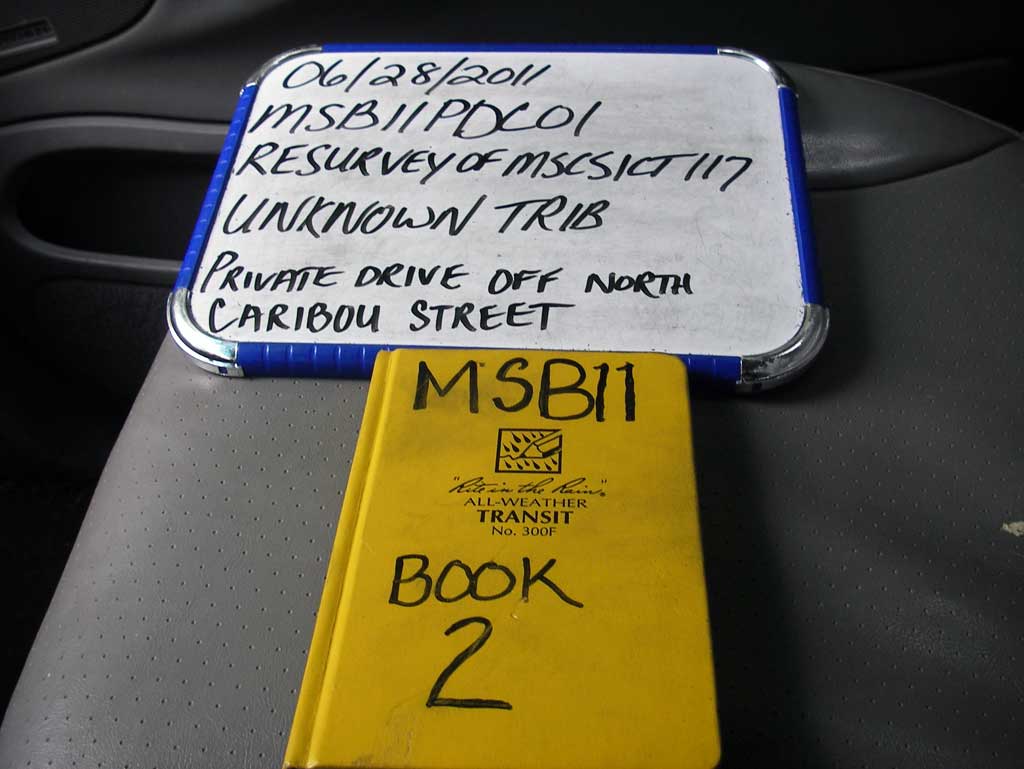 06/28/2011
MSB11PDC01
RESURVEY OF MSCS1CT117
UNKNOWN TRIB
PRIVATE DRIVE OFF NORTH
CARIBOU STREET
MSB11
"Rite in the Rain"®
ALL-WEATHER
TRANSIT
No. 300F
BOOK
2